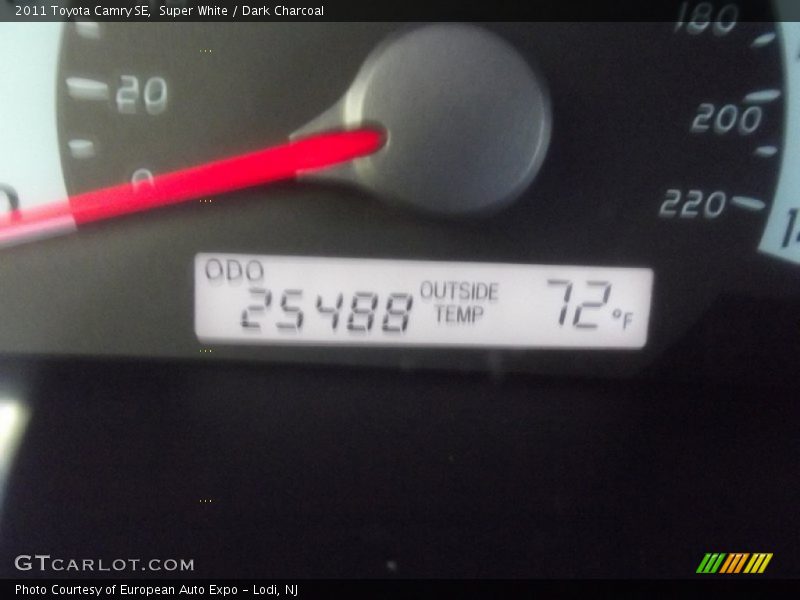 2011 Toyota Camry SE, Super White / Dark Charcoal
180
20
200
0
220
ODO
25488
OUTSIDE
TEMP
72°F
GTCARLOT.COM
Photo Courtesy of European Auto Expo - Lodi, NJ